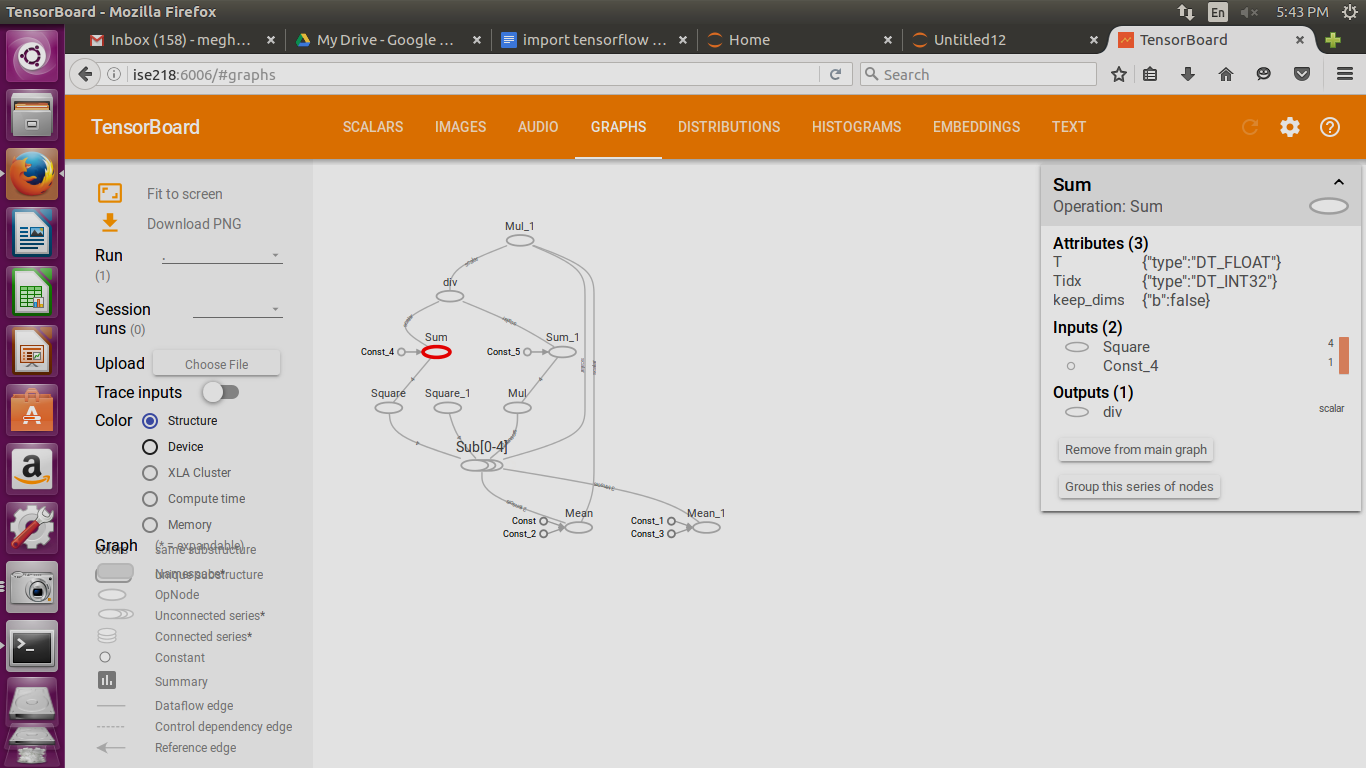 TensorBoard - Mozilla Firefox
En
5:43 PM
Inbox (158) - megh... ×
My Drive - Google ... ×
import tensorflow ... ×
Home ×
Untitled12 ×
TensorBoard ×
ise218:6006/#graphs
Search
TensorBoard
SCALARS
IMAGES
AUDIO
GRAPHS
DISTRIBUTIONS
HISTOGRAMS
EMBEDDINGS
TEXT
Fit to screen
Download PNG
Run
(1)
.
Session
runs (0)
Upload
Choose File
Trace inputs
Color
Structure
Device
XLA Cluster
Compute time
Memory
Graph
(* = expandable)
colors
same substructure
Namespace*
unique substructure
OpNode
Unconnected series*
Connected series*
Constant
Summary
Dataflow edge
Control dependency edge
Reference edge
Mul_1
div
Sum
Sum_1
Const_4
Const_5
Square
Square_1
Mul
Sub[0-4]
Mean
Mean_1
Const
Const_1
Const_2
Const_3
Sum
Operation: Sum
Attributes (3)
T {"type":"DT_FLOAT"}
Tidx {"type":"DT_INT32"}
keep_dims {"b":false}
Inputs (2)
Square 4
Const_4 1
Outputs (1)
div scalar
Remove from main graph
Group this series of nodes